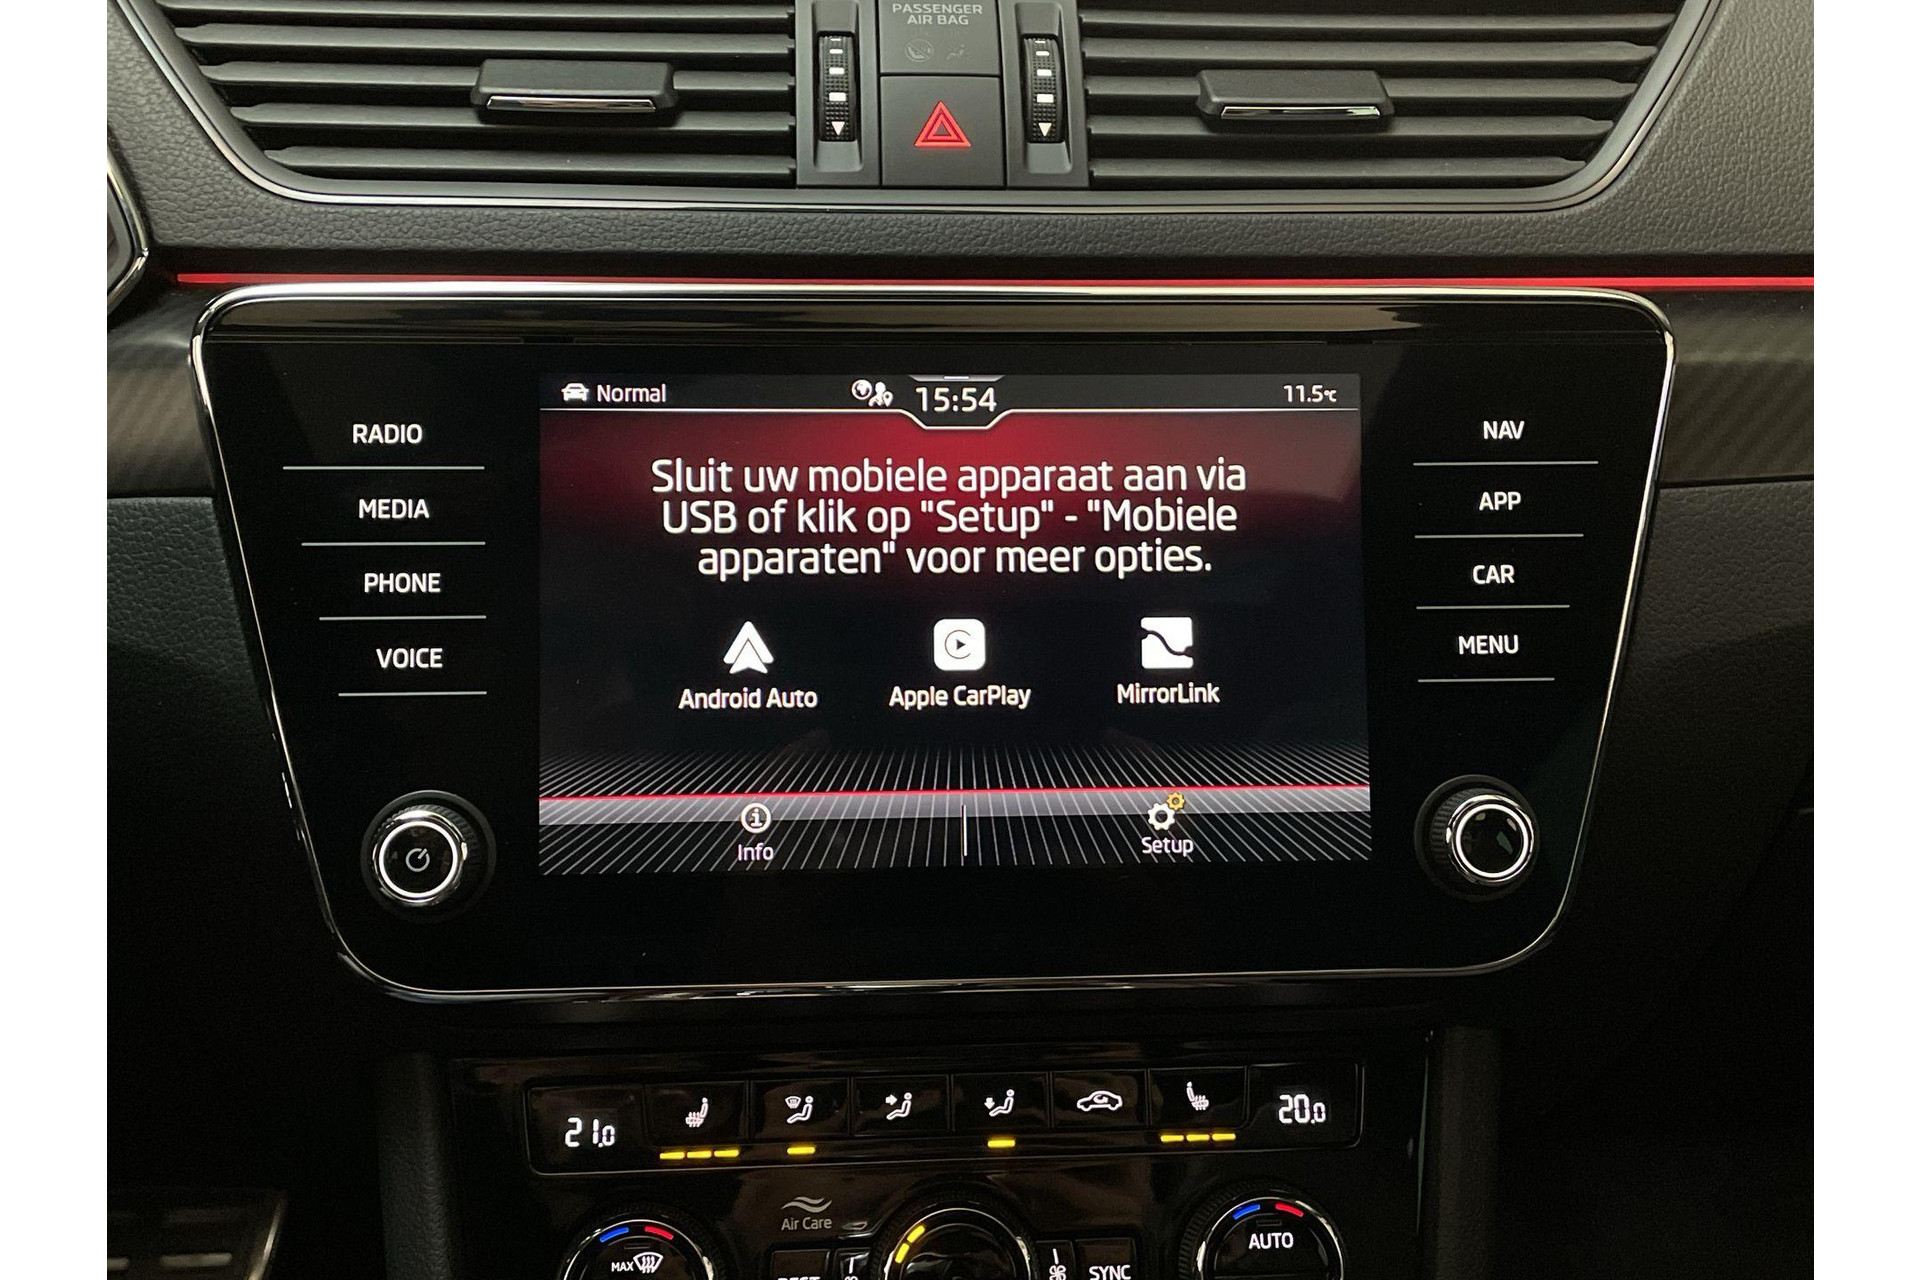 PASSENGER
AIR BAG
Normal
15:54
11.5°C
RADIO
MEDIA
PHONE
VOICE
Sluit uw mobiele apparaat aan via
USB of klik op "Setup" - "Mobiele
apparaten" voor meer opties.
Android Auto
Apple CarPlay
MirrorLink
Info
Setup
NAV
APP
CAR
MENU
21.0
20.0
Air Care
MAX
AUTO
SYNC